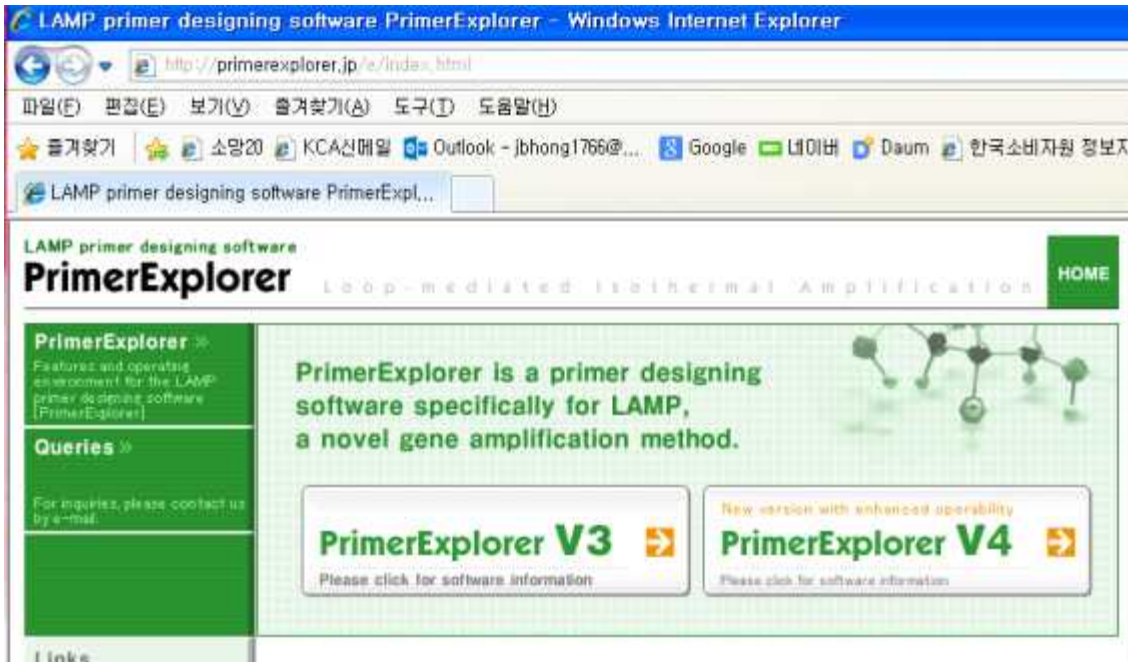 LAMP primer designing software PrimerExplorer - Windows Internet Explorer
http://primerexplorer.jp/e/index.html
파일(F) 편집(E) 보기(V) 즐겨찾기(A) 도구(T) 도움말(H)
즐겨찾기 소망20 KCA신메일 Outlook - jbhong1766@... Google 네이버 Daum 한국소비자원 정보지
LAMP primer designing software PrimerExpl...
LAMP primer designing software
PrimerExplorer Loop-mediated Isothermal Amplification HOME
PrimerExplorer »
Features and operating
environment for the LAMP
primer designing software
[PrimerExplorer]
Queries »
For inquiries, please contact us
by e-mail.
PrimerExplorer is a primer designing
software specifically for LAMP,
a novel gene amplification method.
PrimerExplorer V3
Please click for software information
New version with enhanced operability
PrimerExplorer V4
Please click for software information
Links